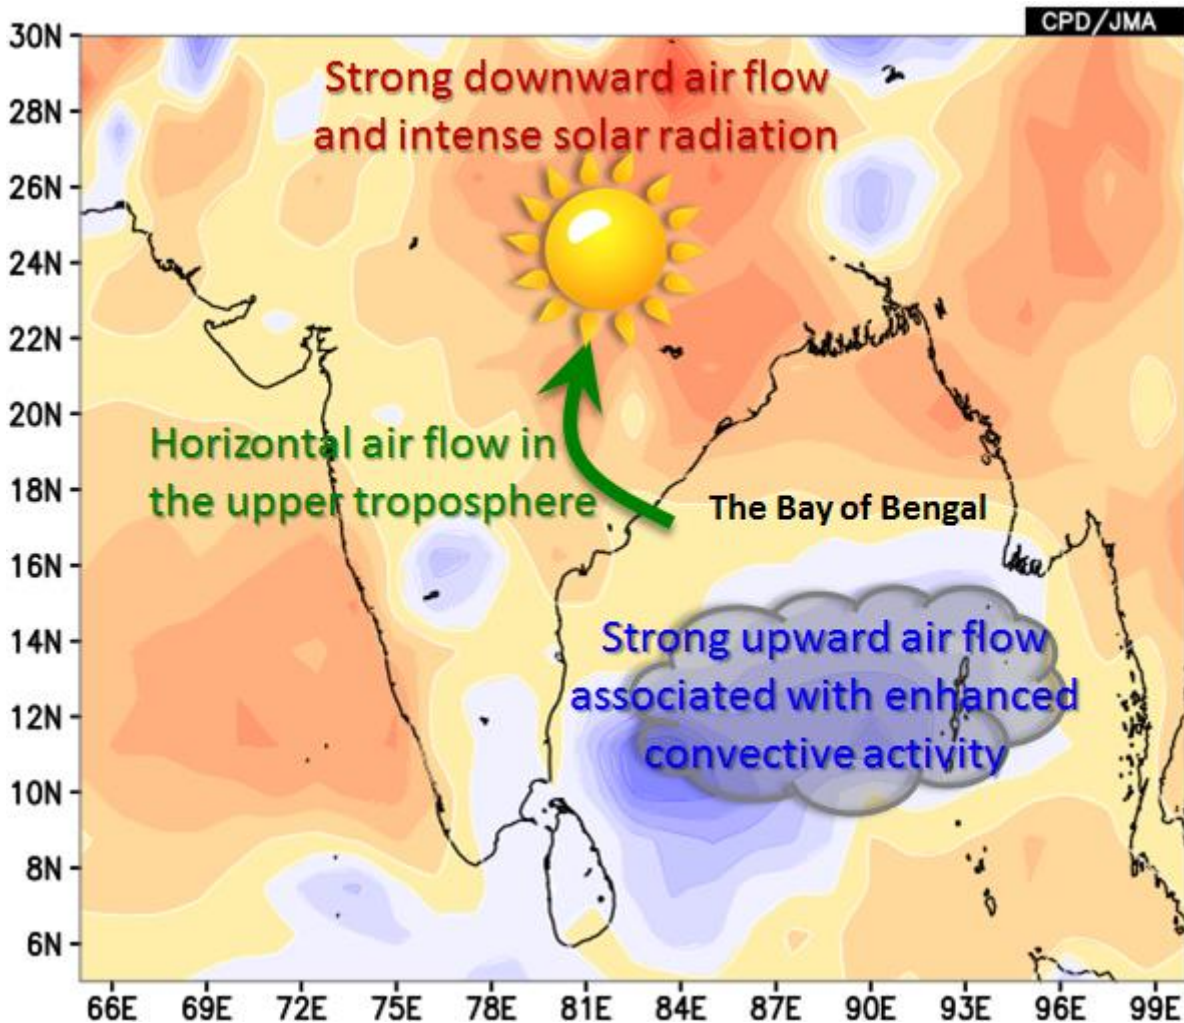 CPD/JMA
30N
Strong downward air flow
and intense solar radiation
28N
26N
24N
22N
20N
Horizontal air flow in
the upper troposphere
18N
The Bay of Bengal
16N
14N
Strong upward air flow
associated with enhanced
convective activity
12N
10N
8N
6N
66E 69E 72E 75E 78E 81E 84E 87E 90E 93E 96E 99E